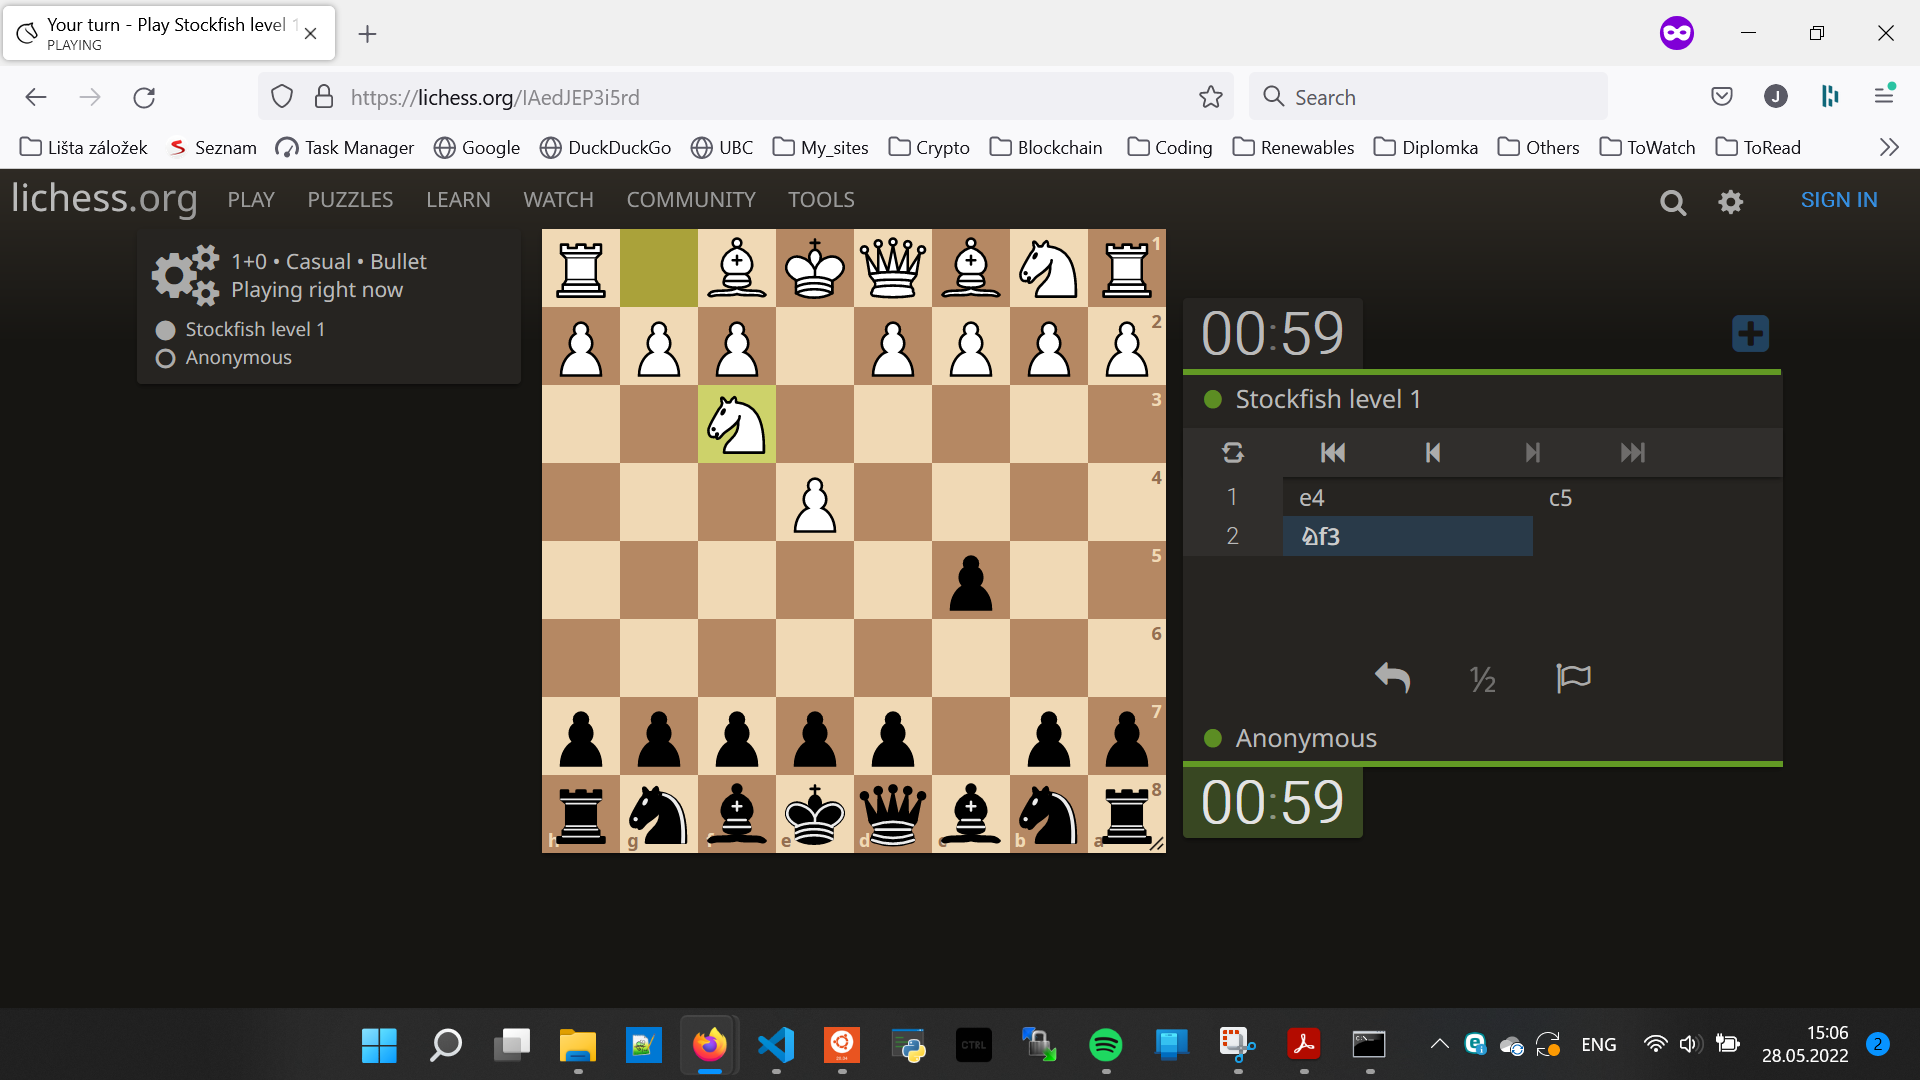 Your turn - Play Stockfish level 1
PLAYING
https://lichess.org/IAedJEP3i5rd
Search
J
Lišta záložek
Seznam
Task Manager
Google
DuckDuckGo
UBC
My_sites
Crypto
Blockchain
Coding
Renewables
Diplomka
Others
ToWatch
ToRead
lichess.org
PLAY
PUZZLES
LEARN
WATCH
COMMUNITY
TOOLS
SIGN IN
1+0 • Casual • Bullet
Playing right now
Stockfish level 1
Anonymous
1
2
3
4
5
6
7
8
h
g
f
e
d
c
b
a
00:59
Stockfish level 1
1 e4 c5
2 ♘f3
½
Anonymous
00:59
CTRL
ENG
15:06
28.05.2022
2